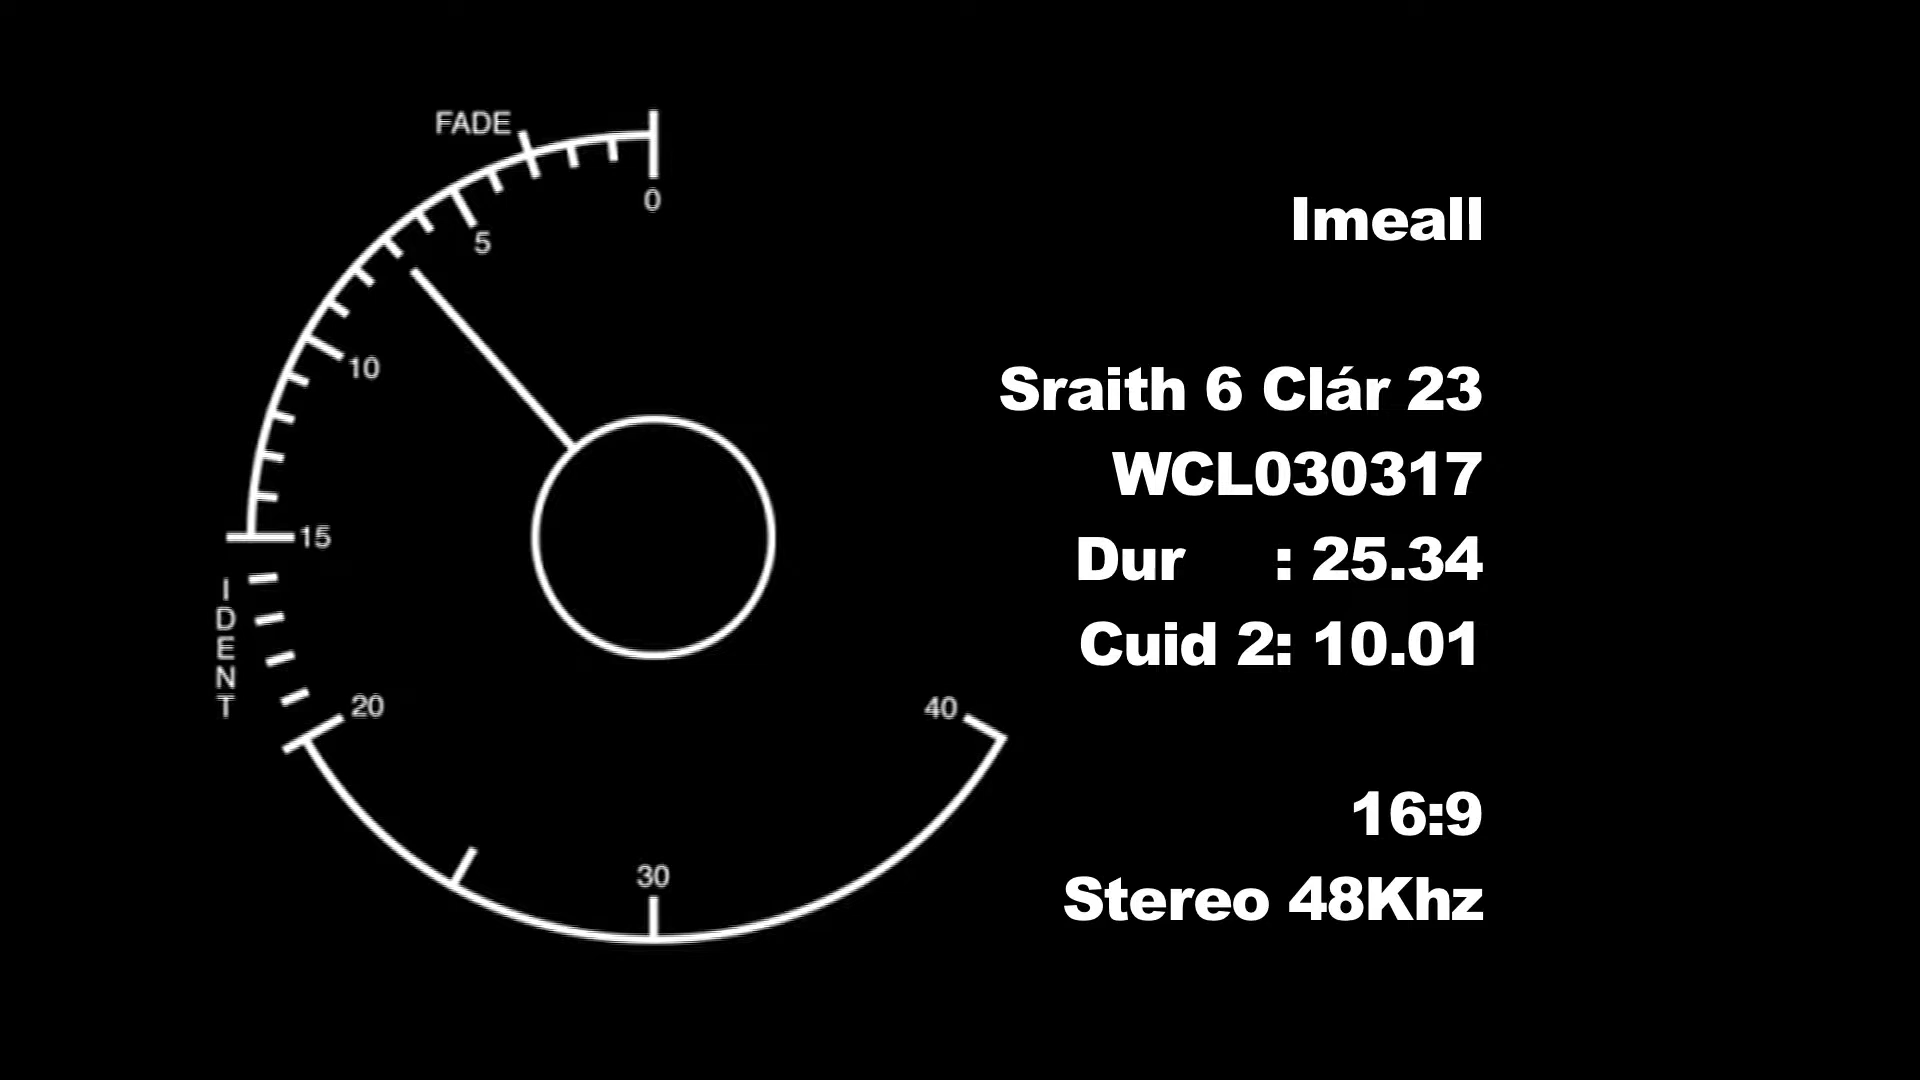 FADE
0
5
10
15
IDENT
20
30
40
Imeall
Sraith 6 Clár 23
WCL030317
Dur : 25.34
Cuid 2: 10.01
16:9
Stereo 48Khz